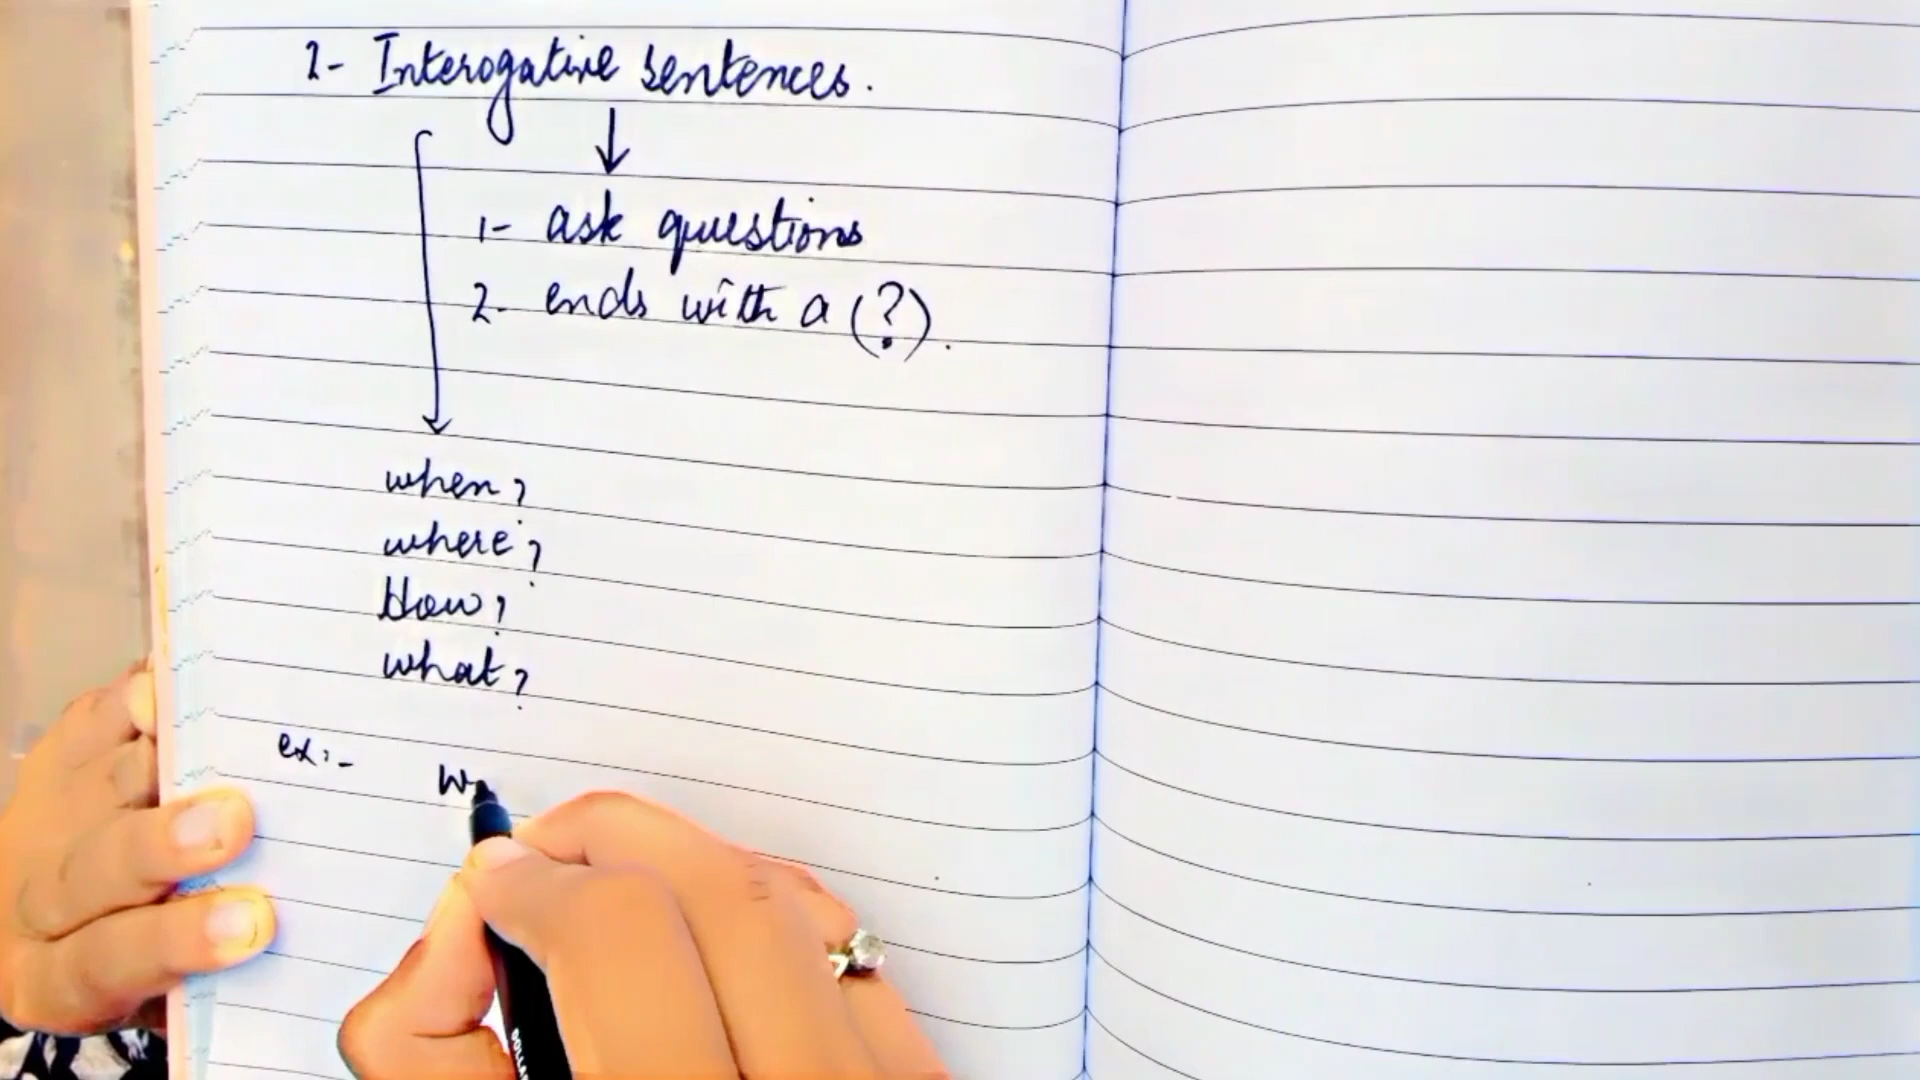 2- Interogative sentences.
1- ask questions
2- ends with a (?).
when?
where?
How?
what?
ex:-